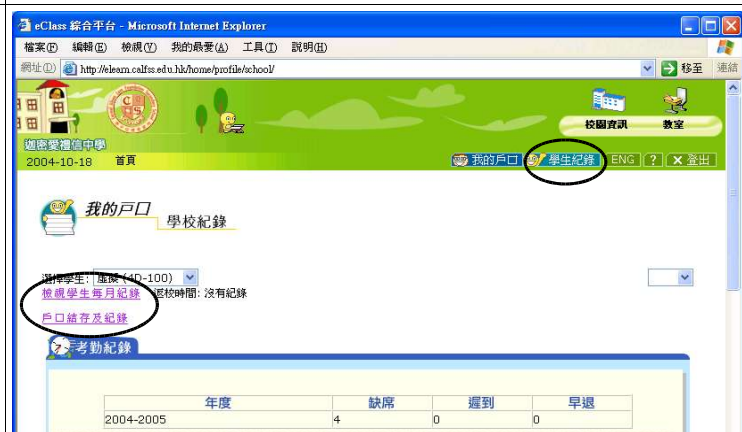 eClass 綜合平台 - Microsoft Internet Explorer
檔案(F) 編輯(E) 檢視(V) 我的最愛(A) 工具(T) 說明(H)
網址(D) http://elearn.calfss.edu.hk/home/profile/school/ 移至 連結
校園資訊 教室
迦密愛禮信中學
2004-10-18 首頁 我的戶口 學生紀錄 ENG ? 登出
我的戶口 學校紀錄
選擇學生: (4D-100)
檢視學生每月紀錄 返校時間: 沒有紀錄
戶口結存及紀錄
考勤紀錄
年度 缺席 遲到 早退
2004-2005 4 0 0